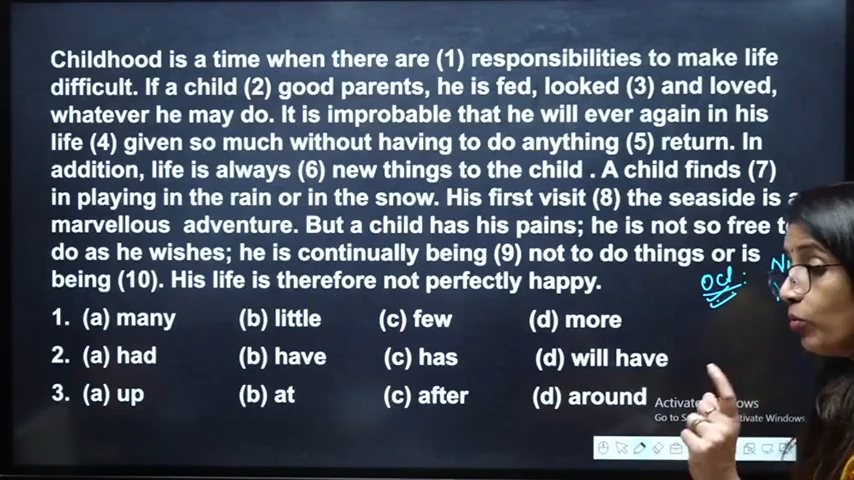 Childhood is a time when there are (1) responsibilities to make life
difficult. If a child (2) good parents, he is fed, looked (3) and loved,
whatever he may do. It is improbable that he will ever again in his
life (4) given so much without having to do anything (5) return. In
addition, life is always (6) new things to the child . A child finds (7)
in playing in the rain or in the snow. His first visit (8) the seaside is a
marvellous adventure. But a child has his pains; he is not so free
do as he wishes; he is continually being (9) not to do things or is
being (10). His life is therefore not perfectly happy.
1. (a) many (b) little (c) few (d) more
2. (a) had (b) have (c) has (d) will have
3. (a) up (b) at (c) after (d) around